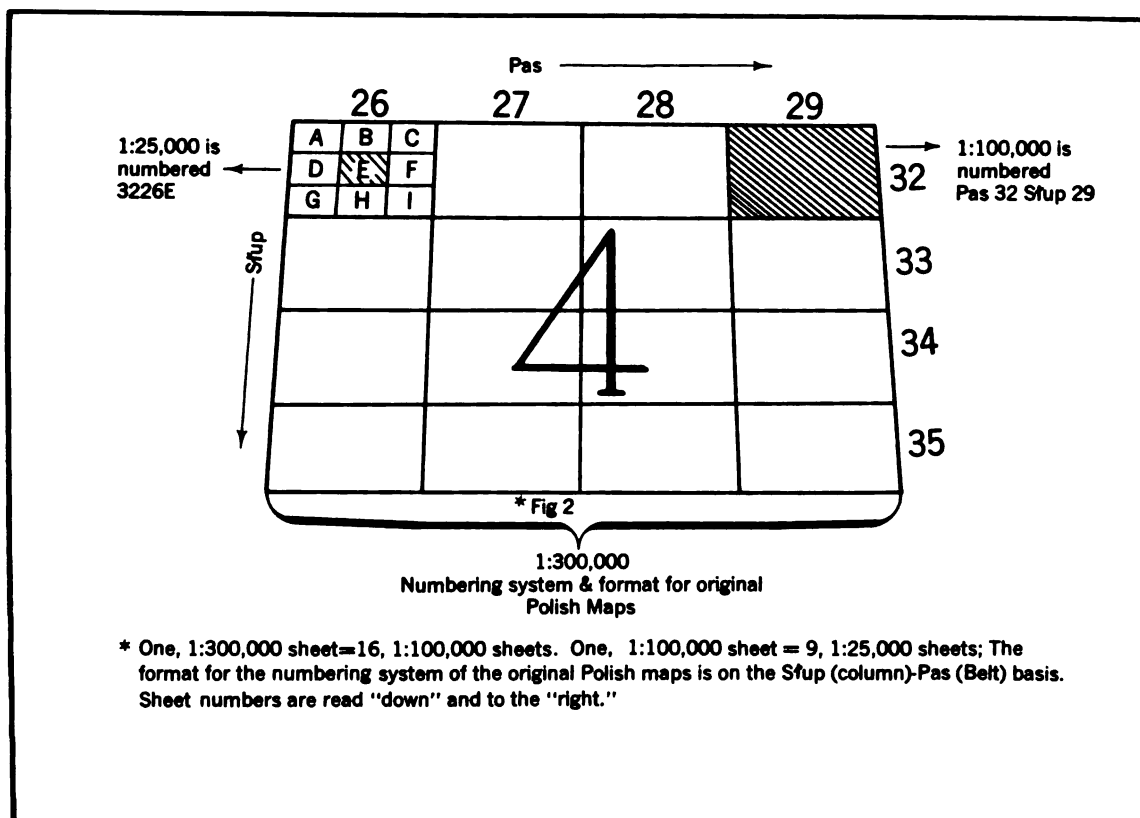 Pas
26 27 28 29
1:25,000 is
numbered
3226E
A B C
D E F
G H I
1:100,000 is
numbered
Pas 32 Słup 29
32
Słup
33
4
34
35
* Fig 2
1:300,000
Numbering system & format for original
Polish Maps
* One, 1:300,000 sheet=16, 1:100,000 sheets. One, 1:100,000 sheet = 9, 1:25,000 sheets; The
format for the numbering system of the original Polish maps is on the Słup (column)-Pas (Belt) basis.
Sheet numbers are read "down" and to the "right."